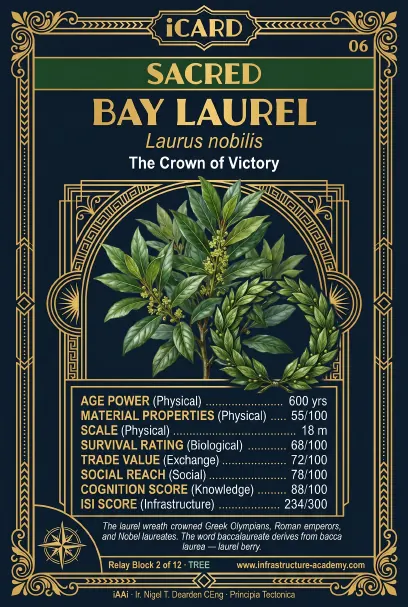 iCARD
06
SACRED
BAY LAUREL
Laurus nobilis
The Crown of Victory
AGE POWER (Physical) ........................ 600 yrs
MATERIAL PROPERTIES (Physical) ..... 55/100
SCALE (Physical) ..................................... 18 m
SURVIVAL RATING (Biological) ........... 68/100
TRADE VALUE (Exchange) .................... 72/100
SOCIAL REACH (Social) ........................ 78/100
COGNITION SCORE (Knowledge) ......... 88/100
ISI SCORE (Infrastructure) .................. 234/300
The laurel wreath crowned Greek Olympians, Roman emperors,
and Nobel laureates. The word baccalaureate derives from bacca
laurea — laurel berry.
Relay Block 2 of 12 · TREE www.infrastructure-academy.com
iAAi · Ir. Nigel T. Dearden CEng · Principia Tectonica